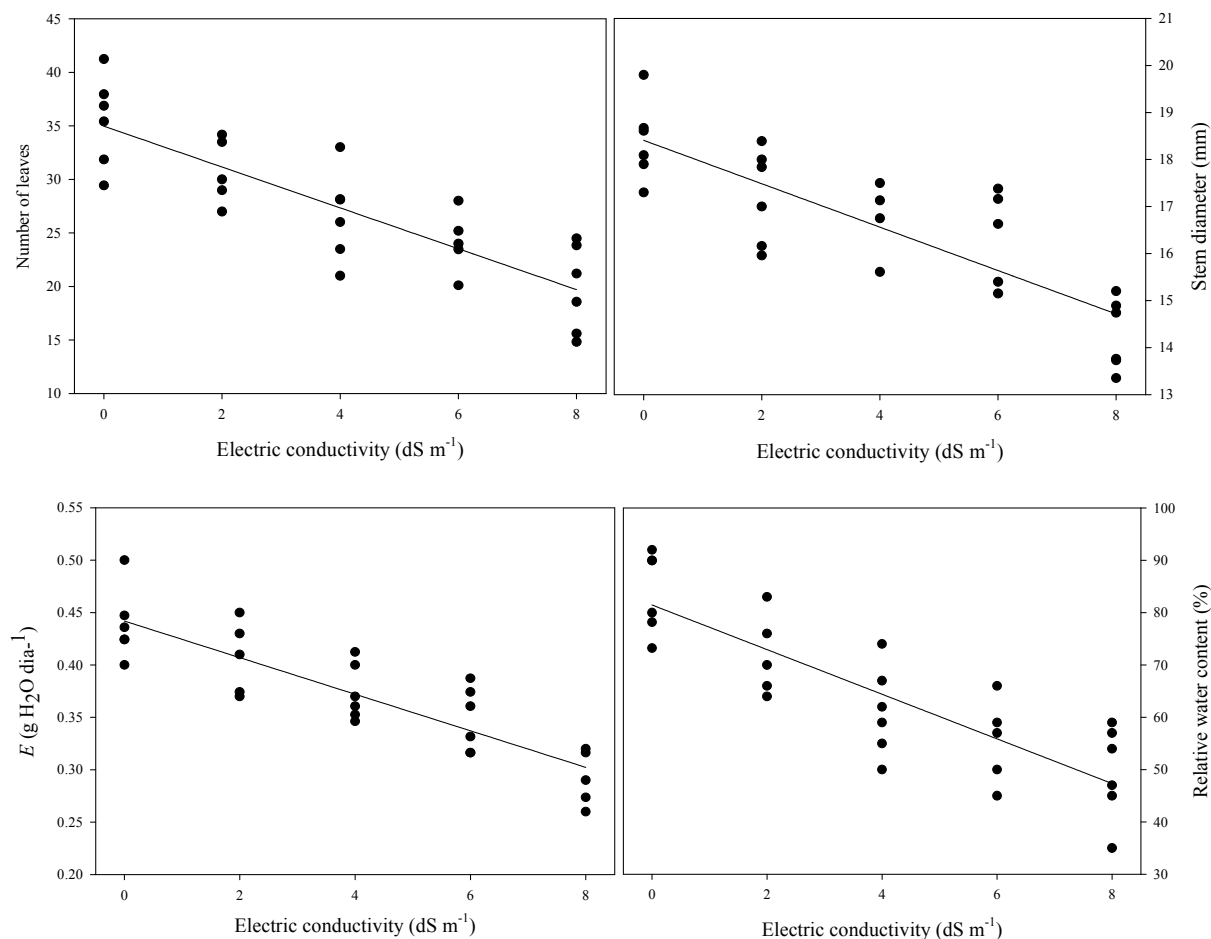 45
40
35
30
25
20
15
10
Number of leaves
0 2 4 6 8
Electric conductivity (dS m⁻¹)
21
20
19
18
17
16
15
14
13
Stem diameter (mm)
0 2 4 6 8
Electric conductivity (dS m⁻¹)
0.55
0.50
0.45
0.40
0.35
0.30
0.25
0.20
E (g H₂O dia-¹)
0 2 4 6 8
Electric conductivity (dS m⁻¹)
100
90
80
70
60
50
40
30
Relative water content (%)
0 2 4 6 8
Electric conductivity (dS m⁻¹)